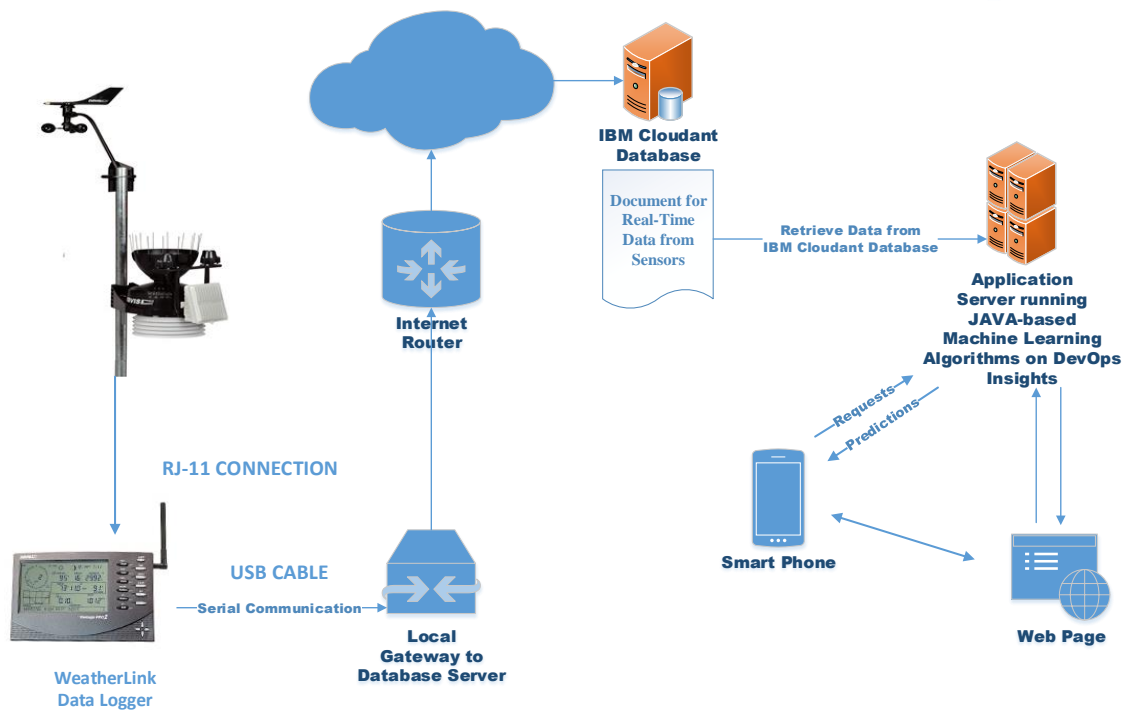 IBM Cloudant
Database
Document for
Real-Time
Data from
Sensors
Retrieve Data from
IBM Cloudant Database
Application
Server running
JAVA-based
Machine Learning
Algorithms on DevOps
Insights
Internet
Router
Requests
Predictions
RJ-11 CONNECTION
Smart Phone
USB CABLE
Serial Communication
Web Page
Local
Gateway to
Database Server
WeatherLink
Data Logger